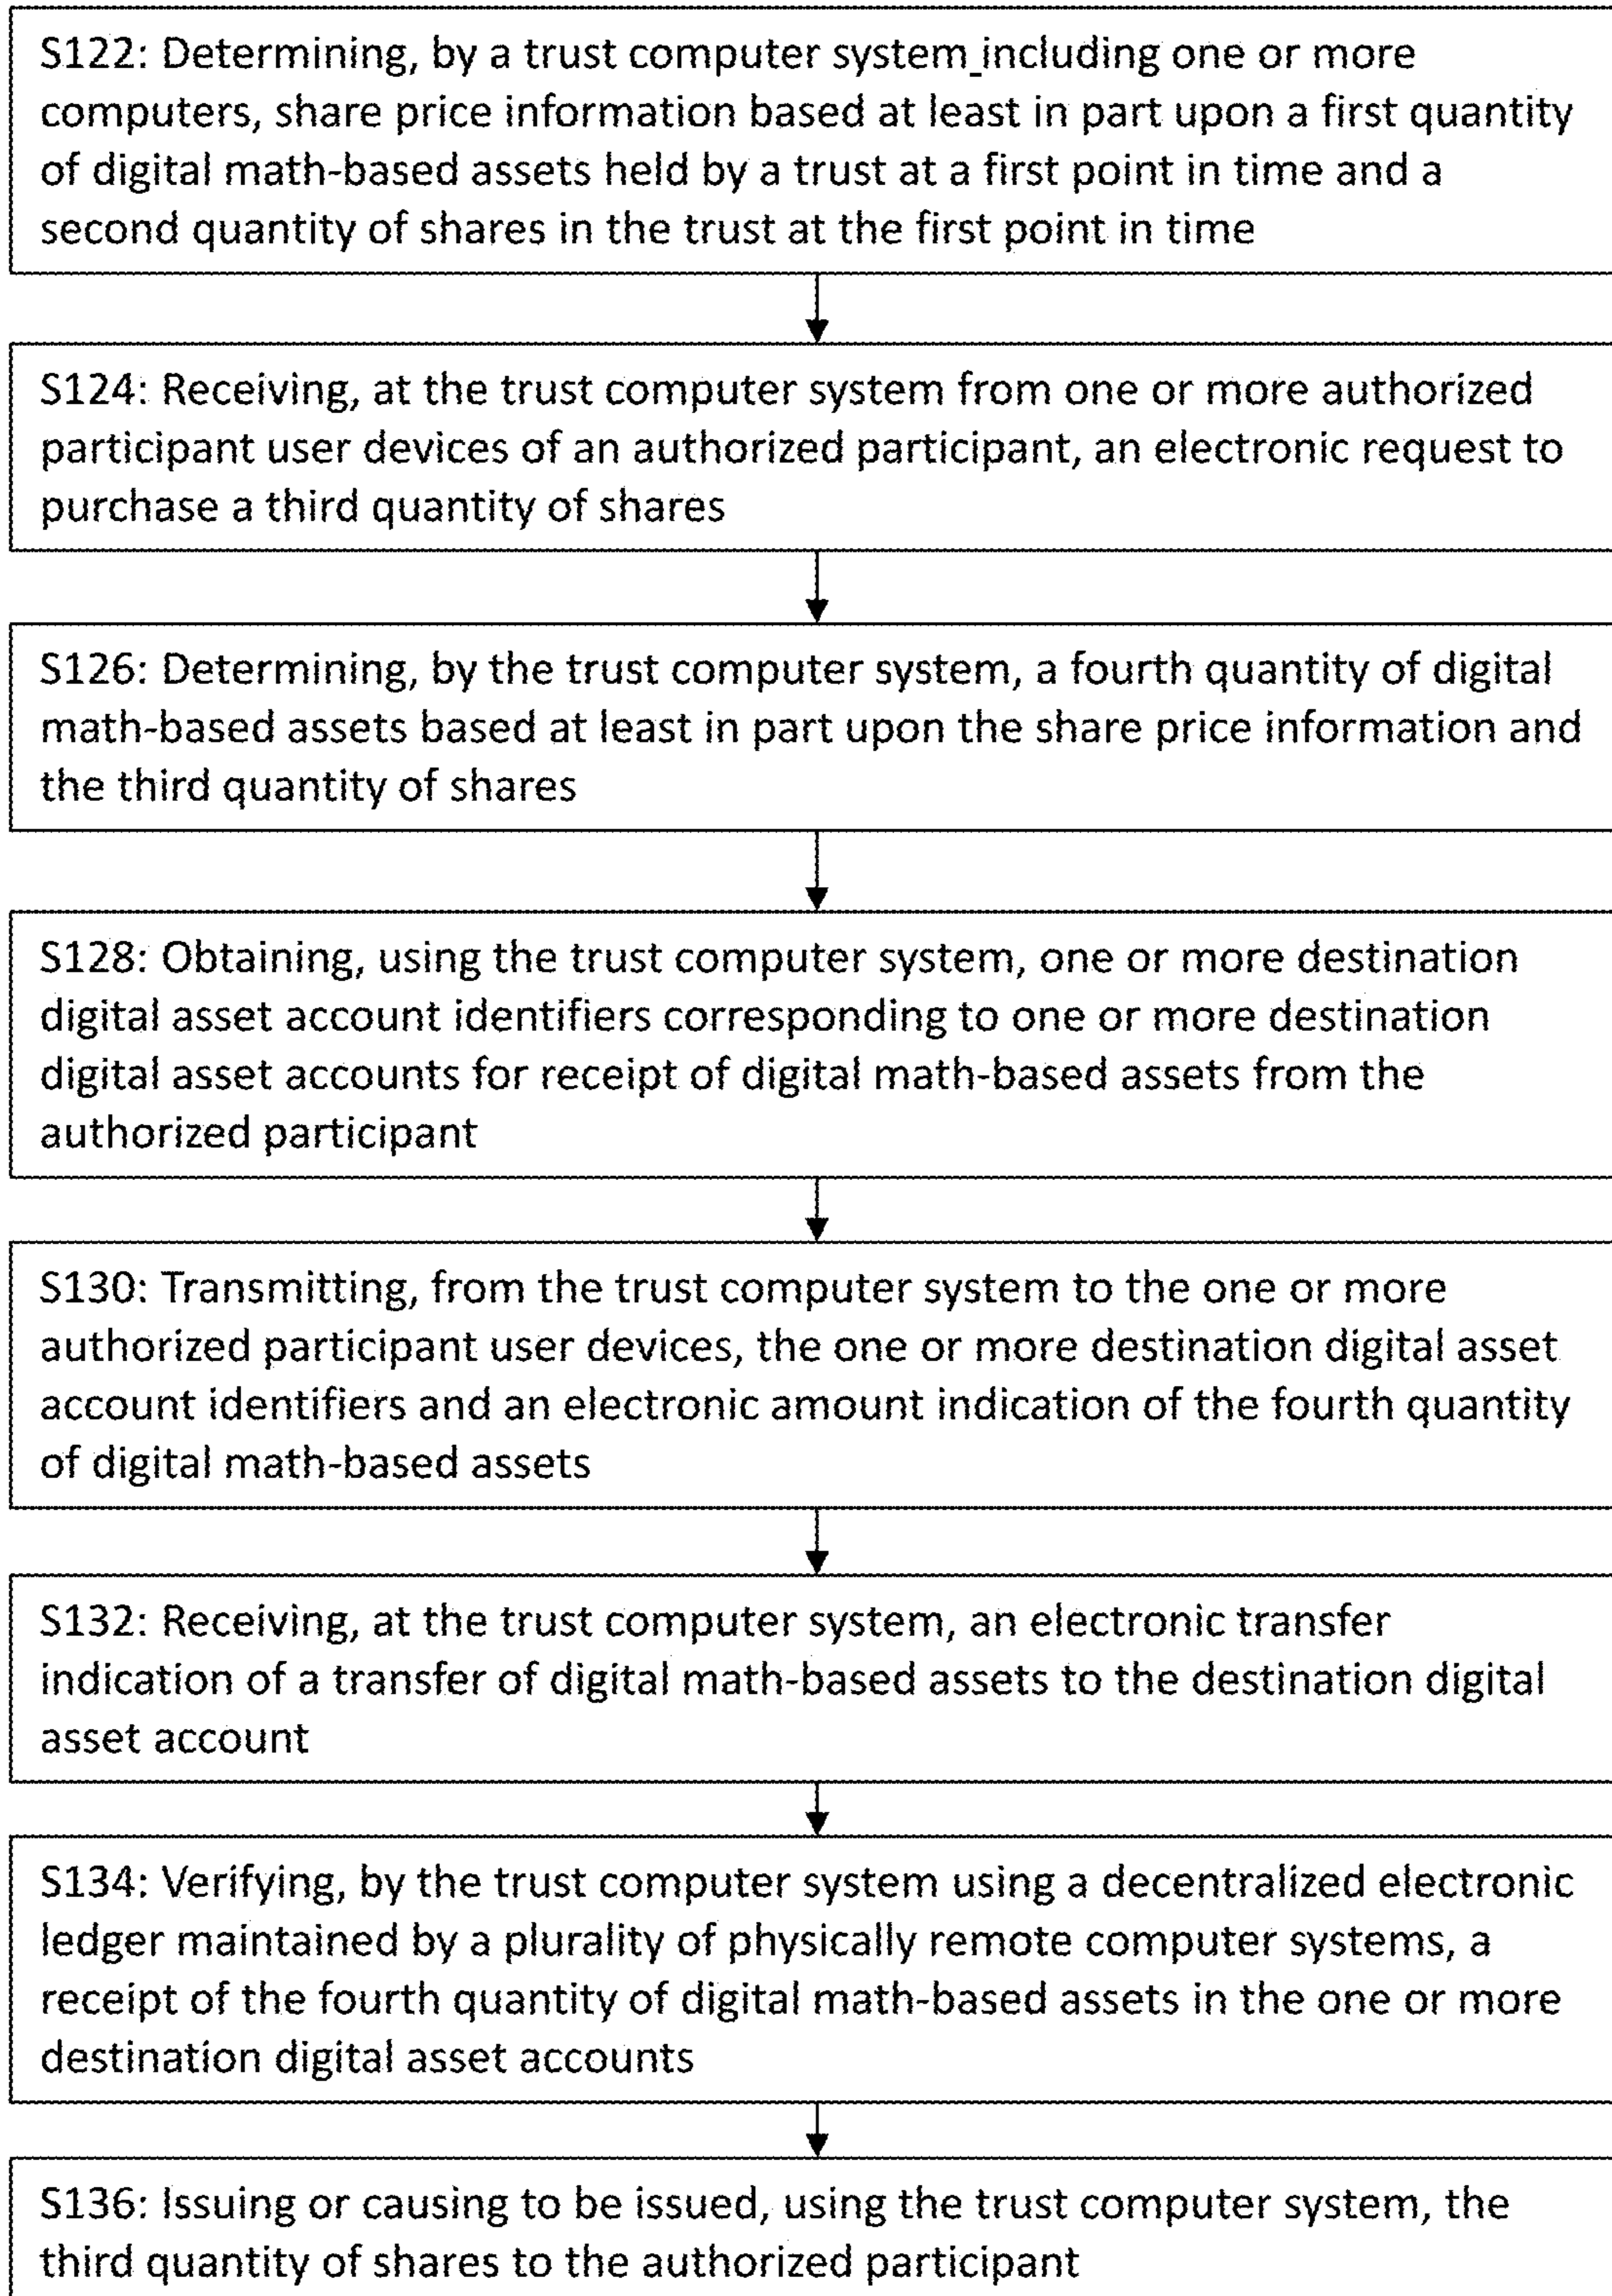 S122: Determining, by a trust computer system_including one or more
computers, share price information based at least in part upon a first quantity
of digital math-based assets held by a trust at a first point in time and a
second quantity of shares in the trust at the first point in time
S124: Receiving, at the trust computer system from one or more authorized
participant user devices of an authorized participant, an electronic request to
purchase a third quantity of shares
S126: Determining, by the trust computer system, a fourth quantity of digital
math-based assets based at least in part upon the share price information and
the third quantity of shares
S128: Obtaining, using the trust computer system, one or more destination
digital asset account identifiers corresponding to one or more destination
digital asset accounts for receipt of digital math-based assets from the
authorized participant
S130: Transmitting, from the trust computer system to the one or more
authorized participant user devices, the one or more destination digital asset
account identifiers and an electronic amount indication of the fourth quantity
of digital math-based assets
S132: Receiving, at the trust computer system, an electronic transfer
indication of a transfer of digital math-based assets to the destination digital
asset account
S134: Verifying, by the trust computer system using a decentralized electronic
ledger maintained by a plurality of physically remote computer systems, a
receipt of the fourth quantity of digital math-based assets in the one or more
destination digital asset accounts
S136: Issuing or causing to be issued, using the trust computer system, the
third quantity of shares to the authorized participant